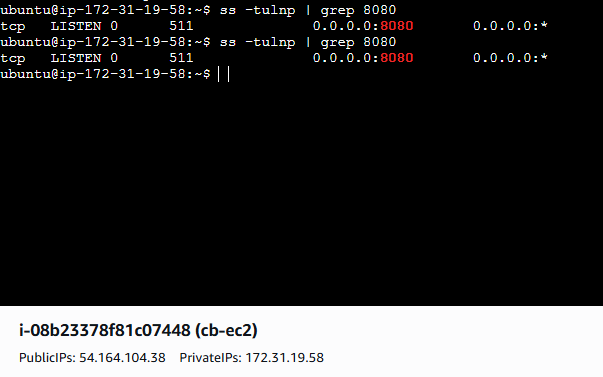 ubuntu@ip-172-31-19-58:~$ ss -tulnp | grep 8080
tcp   LISTEN 0      511               0.0.0.0:8080       0.0.0.0:*
ubuntu@ip-172-31-19-58:~$ ss -tulnp | grep 8080
tcp   LISTEN 0      511               0.0.0.0:8080       0.0.0.0:*
ubuntu@ip-172-31-19-58:~$
i-08b23378f81c07448 (cb-ec2)
PublicIPs: 54.164.104.38    PrivateIPs: 172.31.19.58